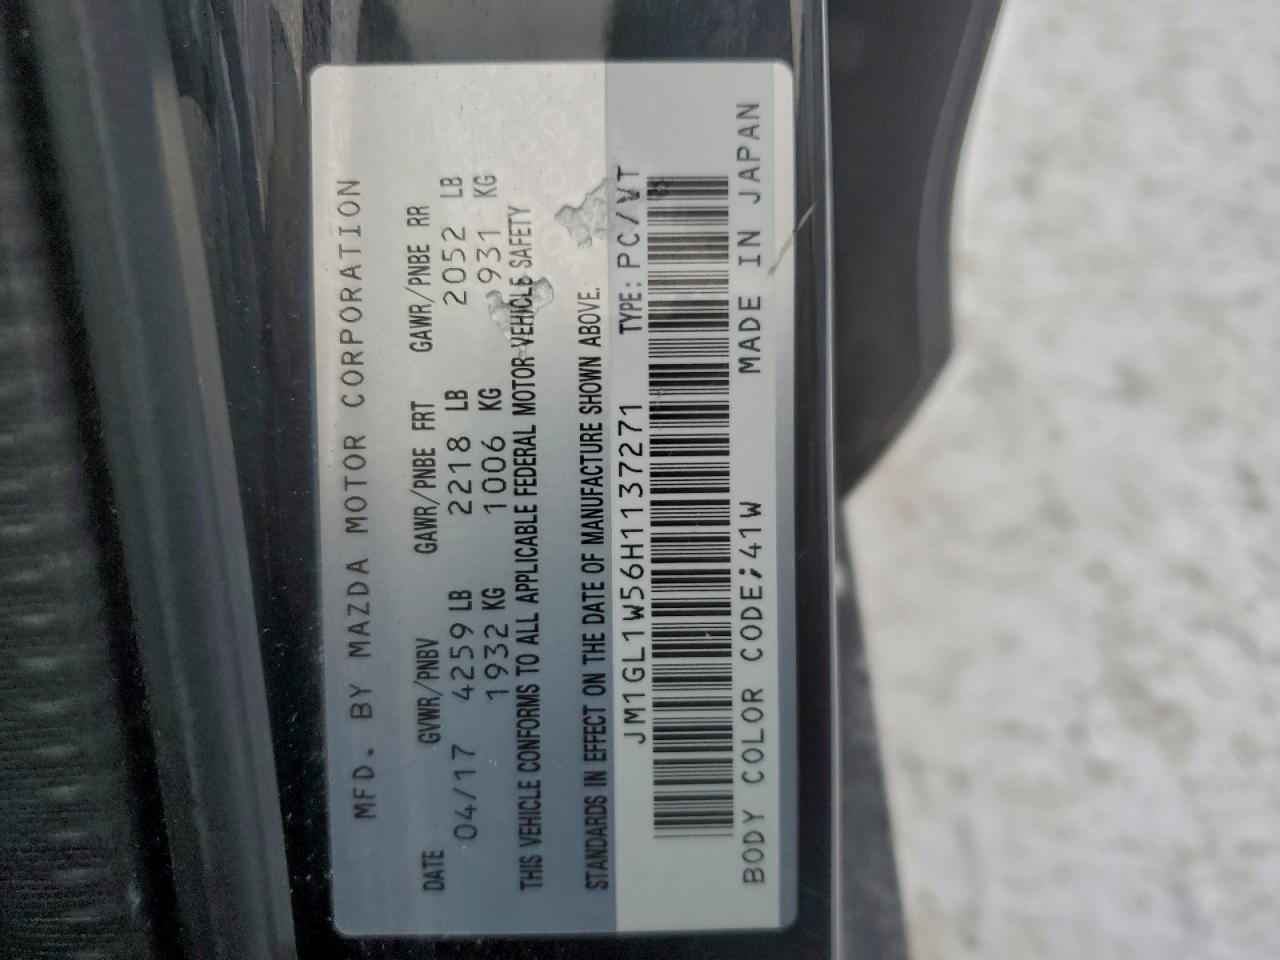 MFD. BY MAZDA MOTOR CORPORATION
DATE GVWR/PNBV GAWR/PNBE FRT GAWR/PNBE RR
04/17 4259 LB 2218 LB 2052 LB
1932 KG 1006 KG 931 KG
THIS VEHICLE CONFORMS TO ALL APPLICABLE FEDERAL MOTOR VEHICLE SAFETY
STANDARDS IN EFFECT ON THE DATE OF MANUFACTURE SHOWN ABOVE.
JM1GL1W56H1137271 TYPE: PC/VT
BODY COLOR CODE;41W MADE IN JAPAN